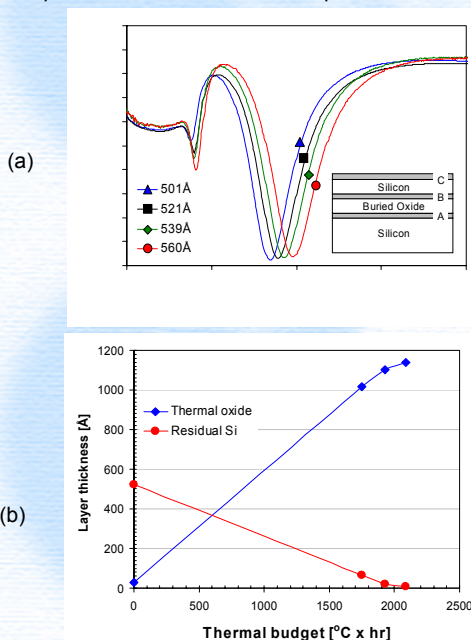 (a)
501Å
521Å
539Å
560Å
C
Silicon
B
Buried Oxide
A
Silicon
(b)
1200
1000
800
600
400
200
0
Layer thickness [Å]
Thermal oxide
Residual Si
0
500
1000
1500
2000
2500
Thermal budget [°C x hr]